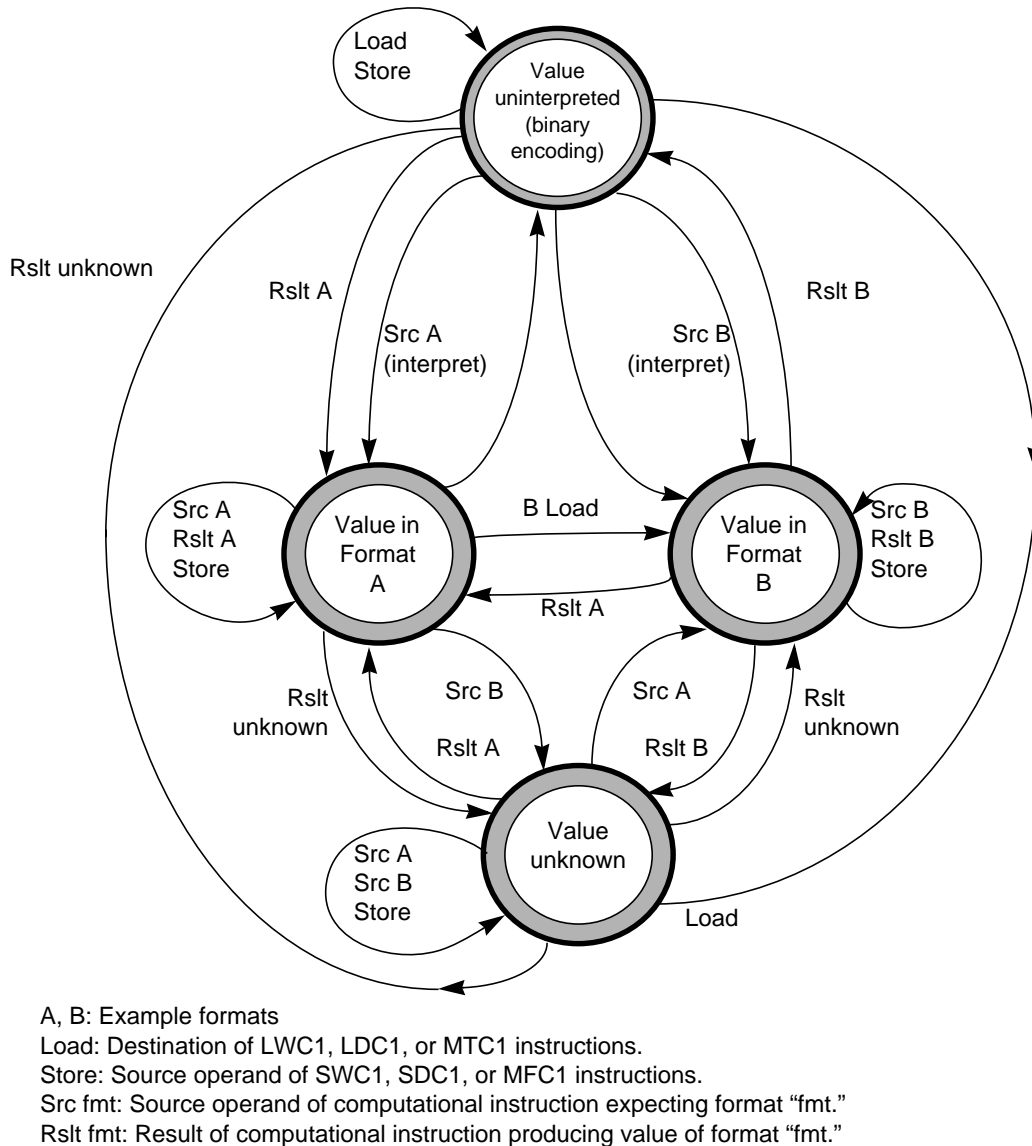 Load
Store
Value
uninterpreted
(binary
encoding)
Rslt unknown
Rslt A
Src A
(interpret)
Src B
(interpret)
Rslt B
Src A
Rslt A
Store
Value in
Format
A
B Load
Rslt A
Value in
Format
B
Src B
Rslt B
Store
Rslt
unknown
Src B
Rslt A
Src A
Rslt B
Rslt
unknown
Src A
Src B
Store
Value
unknown
Load
A, B: Example formats
Load: Destination of LWC1, LDC1, or MTC1 instructions.
Store: Source operand of SWC1, SDC1, or MFC1 instructions.
Src fmt: Source operand of computational instruction expecting format “fmt.”
Rslt fmt: Result of computational instruction producing value of format “fmt.”